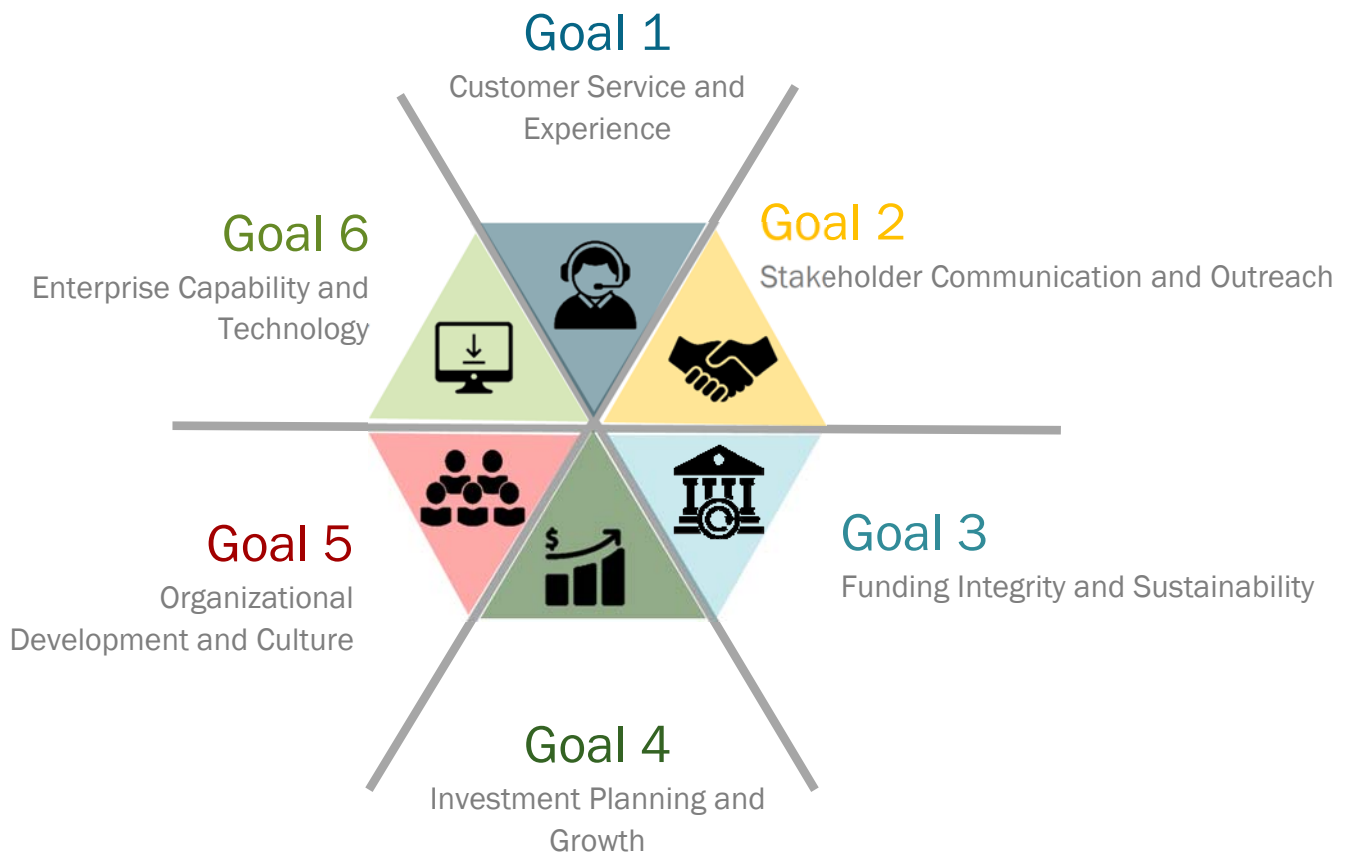 Goal 1
Customer Service and
Experience
Goal 2
Stakeholder Communication and Outreach
Goal 3
Funding Integrity and Sustainability
Goal 4
Investment Planning and
Growth
Goal 5
Organizational
Development and Culture
Goal 6
Enterprise Capability and
Technology
$